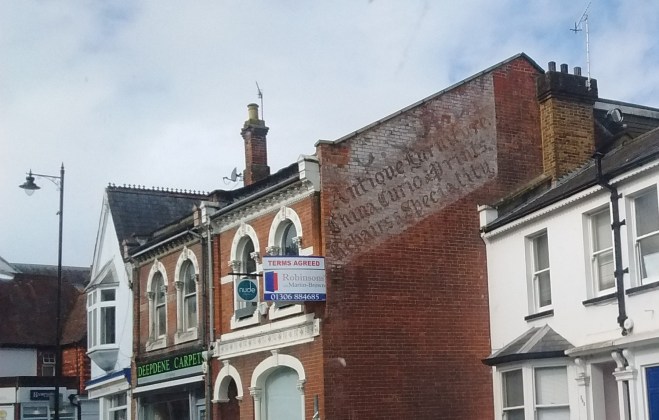 Antique Furniture
China, Curios, Prints,
Repairs a Speciality
TERMS AGREED
Robinsons
01306 884685
nude
DEEPDENE CARPETS